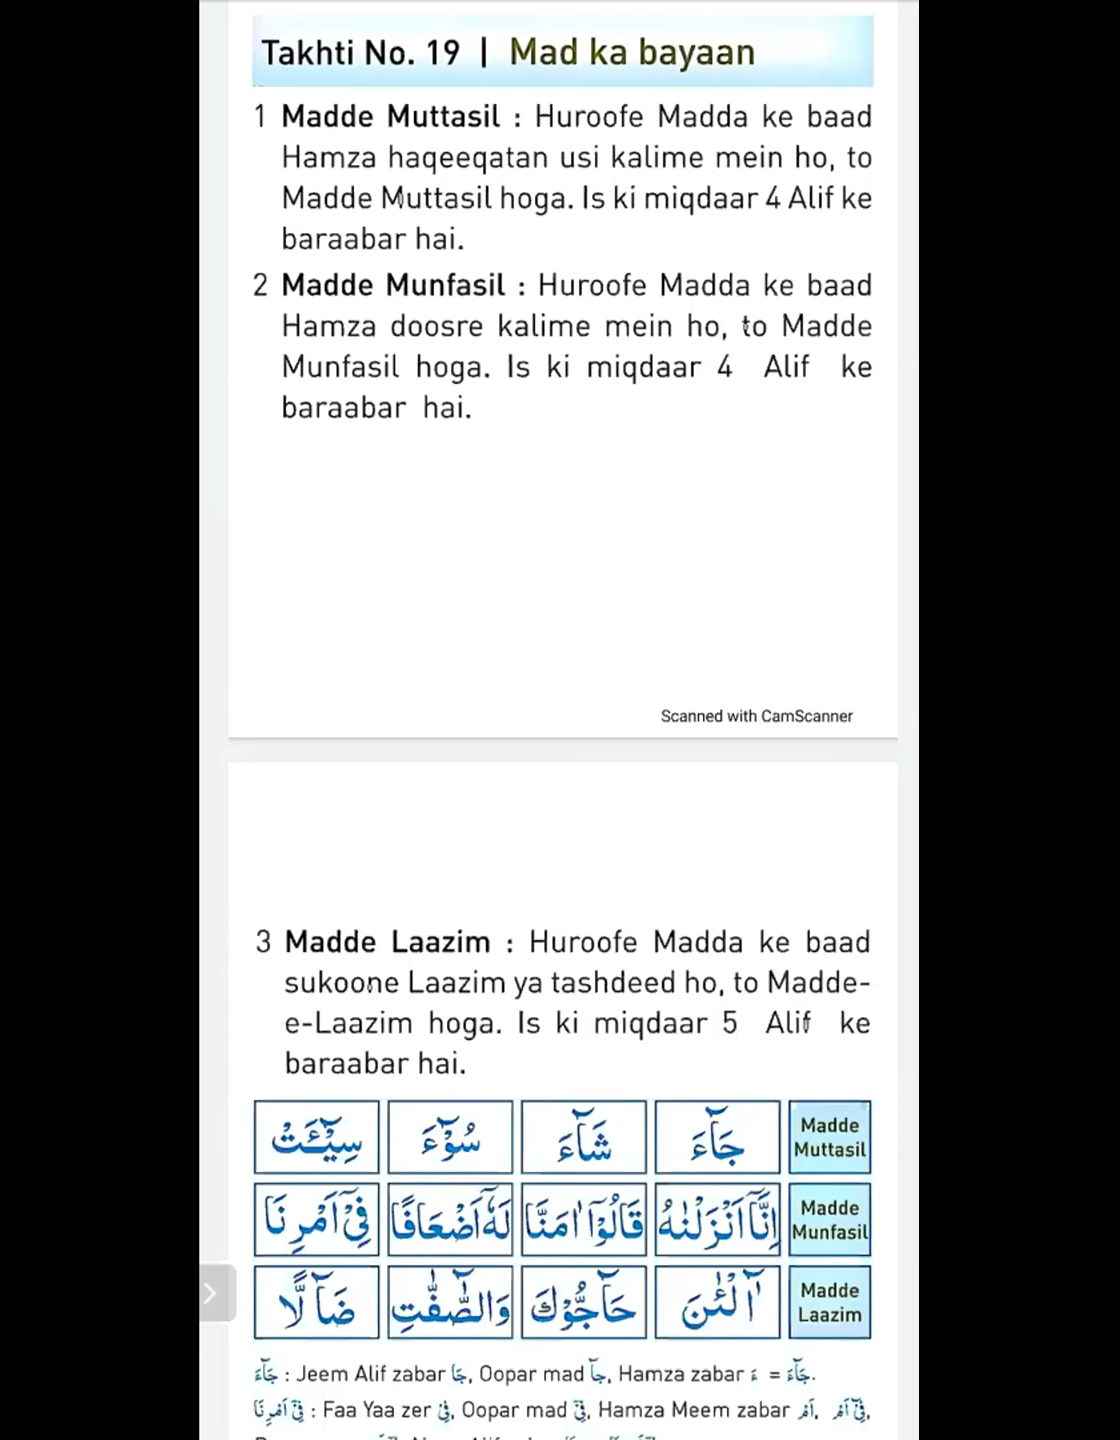 Takhti No. 19 | Mad ka bayaan
1 Madde Muttasil : Huroofe Madda ke baad
Hamza haqeeqatan usi kalime mein ho, to
Madde Muttasil hoga. Is ki miqdaar 4 Alif ke
baraabar hai.
2 Madde Munfasil : Huroofe Madda ke baad
Hamza doosre kalime mein ho, to Madde
Munfasil hoga. Is ki miqdaar 4 Alif ke
baraabar hai.
Scanned with CamScanner
3 Madde Laazim : Huroofe Madda ke baad
sukoone Laazim ya tashdeed ho, to Madde-
e-Laazim hoga. Is ki miqdaar 5 Alif ke
baraabar hai.
Madde
Muttasil
جَآءَ شَآءَ سُوْٓءَ سِيْٓـَٔتْ
Madde
Munfasil
اِنَّآ اَنْزَلْنٰهُ قَالُوْٓا اٰمَنَّا لَهٗٓ اَضْعَافًا فِيْٓ اَمْرِنَا
Madde
Laazim
آٰلْـٰٔنَ حَآجُّوْكَ وَالصّٰٓفّٰتِ ضَآلًّا
جَآءَ : Jeem Alif zabar جَا, Oopar mad جَآ, Hamza zabar ءَ = جَآءَ.
فِيْٓ اَمْرِنَا : Faa Yaa zer فِيْ, Oopar mad فِيْٓ, Hamza Meem zabar اَمْ, فِيْٓ اَمْ,